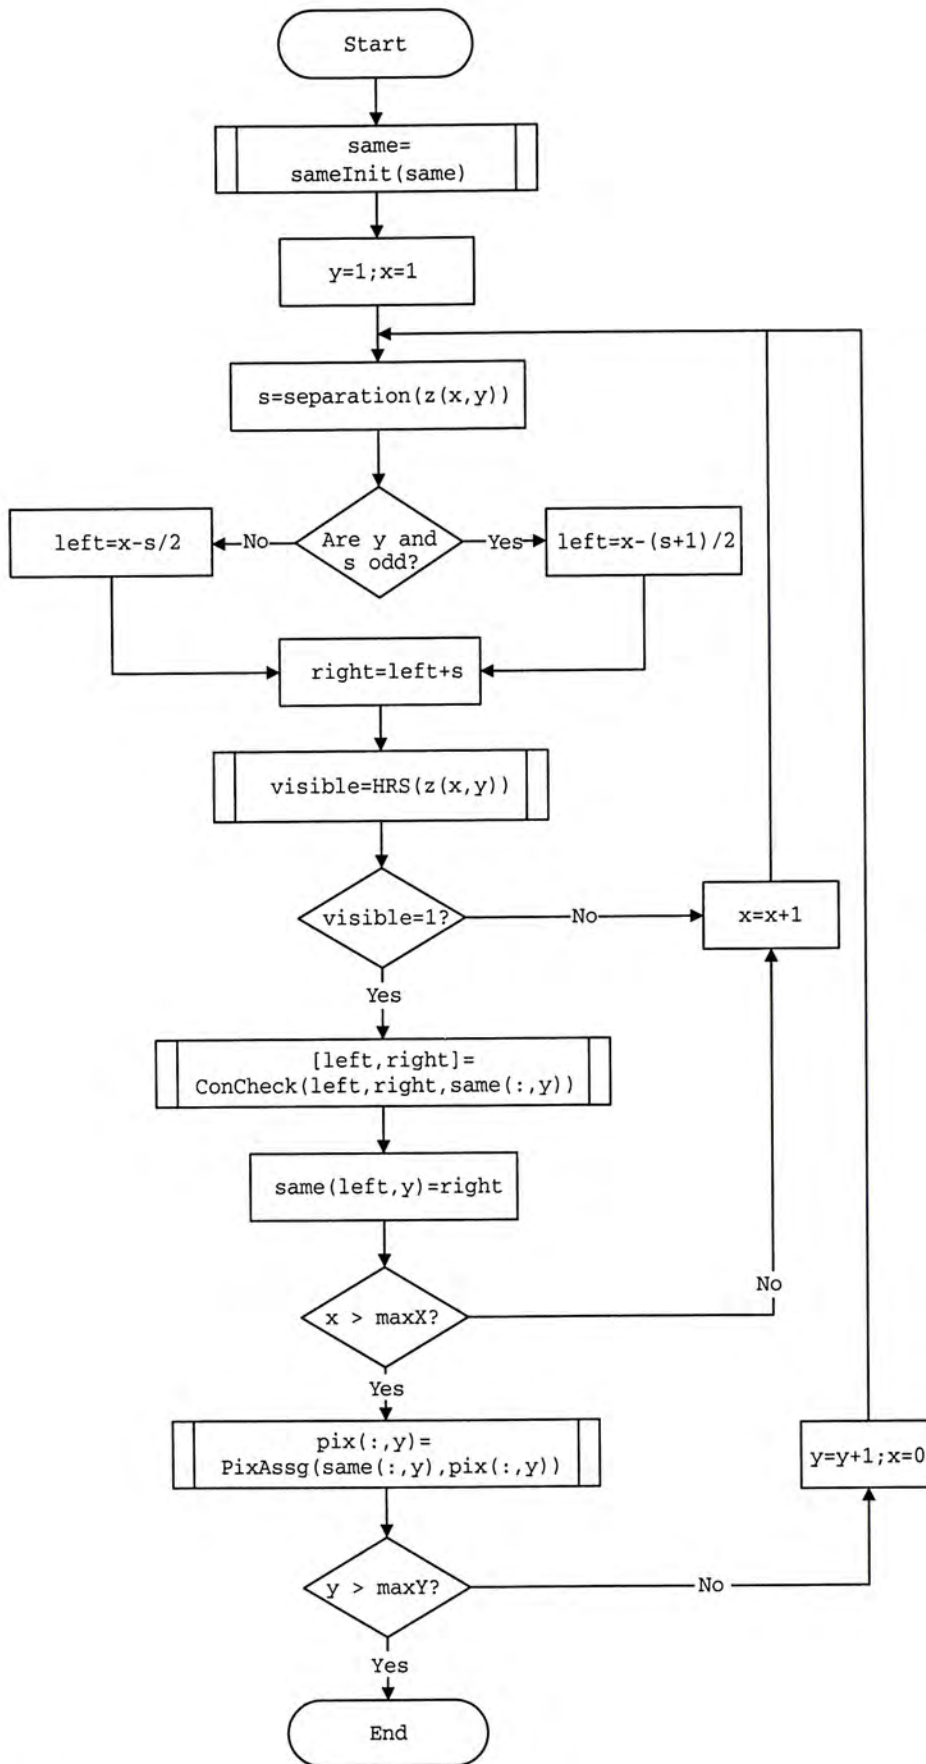 Start
same=
sameInit(same)
y=1;x=1
s=separation(z(x,y))
left=x-s/2
No
Are y and
s odd?
Yes
left=x-(s+1)/2
right=left+s
visible=HRS(z(x,y))
visible=1?
No
x=x+1
Yes
[left,right]=
ConCheck(left,right,same(:,y))
same(left,y)=right
x > maxX?
No
Yes
pix(:,y)=
PixAssg(same(:,y),pix(:,y))
y=y+1;x=0
y > maxY?
No
Yes
End